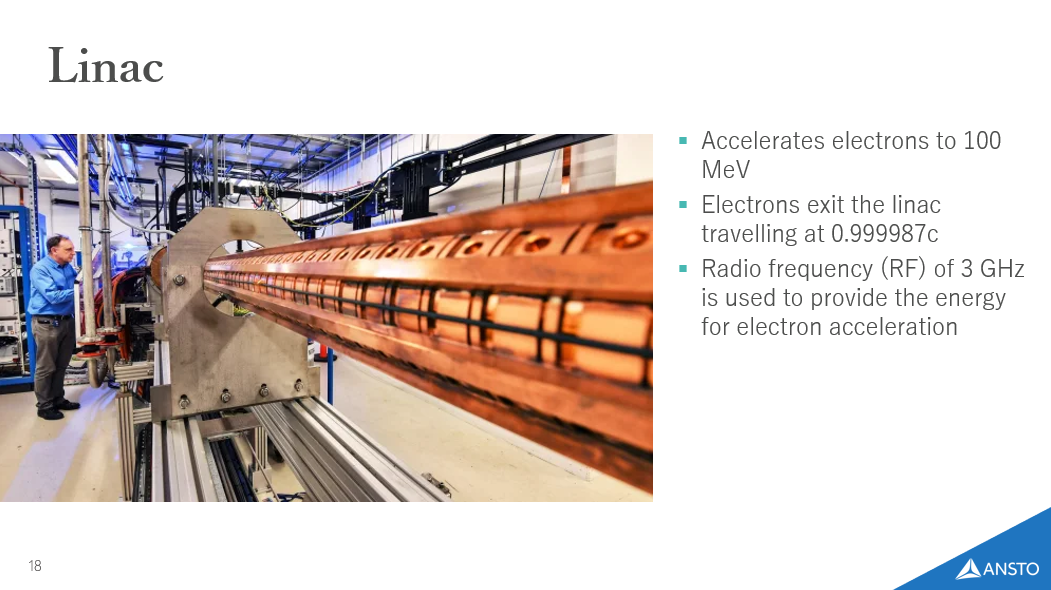 Linac
▪ Accelerates electrons to 100
MeV
▪ Electrons exit the linac
travelling at 0.999987c
▪ Radio frequency (RF) of 3 GHz
is used to provide the energy
for electron acceleration
18
ANSTO